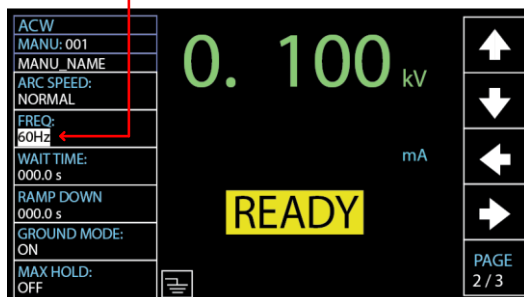 ACW
MANU: 001
MANU_NAME
ARC SPEED:
NORMAL
FREQ:
60Hz
WAIT TIME:
000.0 s
RAMP DOWN
000.0 s
GROUND MODE:
ON
MAX HOLD:
OFF
0. 100 kV
mA
READY
PAGE
2 / 3